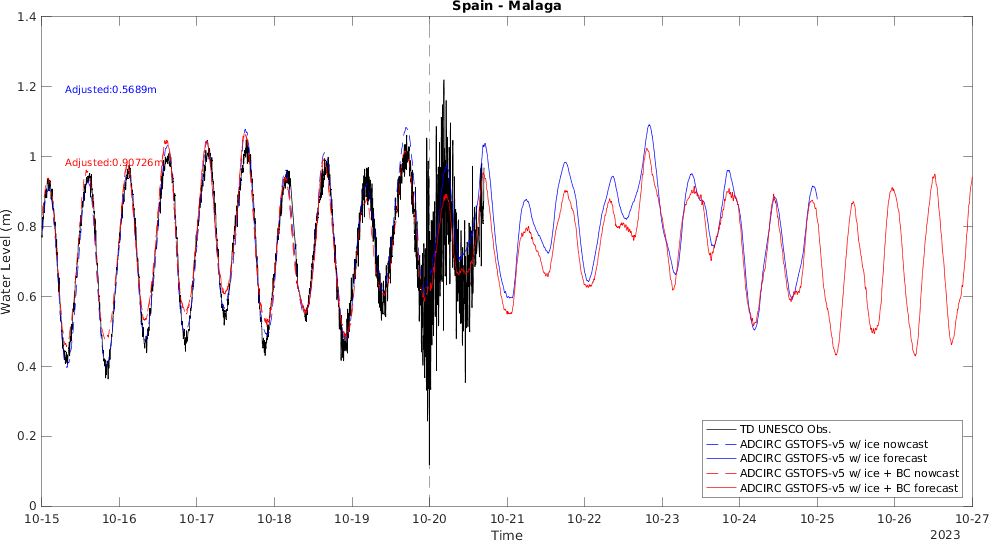 Spain - Malaga
1.4
1.2
1
0.8
0.6
0.4
0.2
0
Water Level (m)
Adjusted:0.5689m
Adjusted:0.90726m
TD UNESCO Obs.
ADCIRC GSTOFS-v5 w/ ice nowcast
ADCIRC GSTOFS-v5 w/ ice forecast
ADCIRC GSTOFS-v5 w/ ice + BC nowcast
ADCIRC GSTOFS-v5 w/ ice + BC forecast
10-15 10-16 10-17 10-18 10-19 10-20 10-21 10-22 10-23 10-24 10-25 10-26 10-27
Time
2023